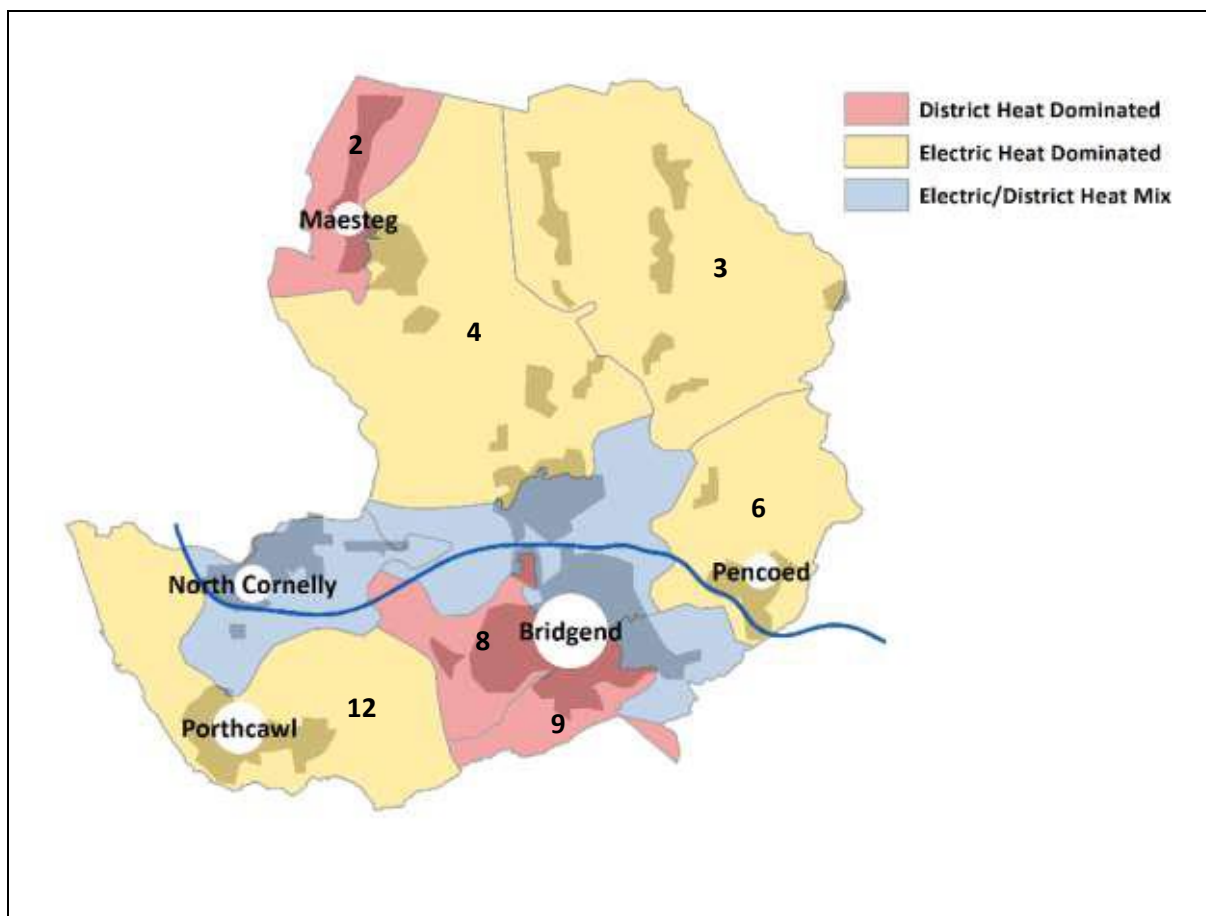 District Heat Dominated
Electric Heat Dominated
Electric/District Heat Mix
2
Maesteg
3
4
6
Pencoed
North Cornelly
Bridgend
8
12
9
Porthcawl